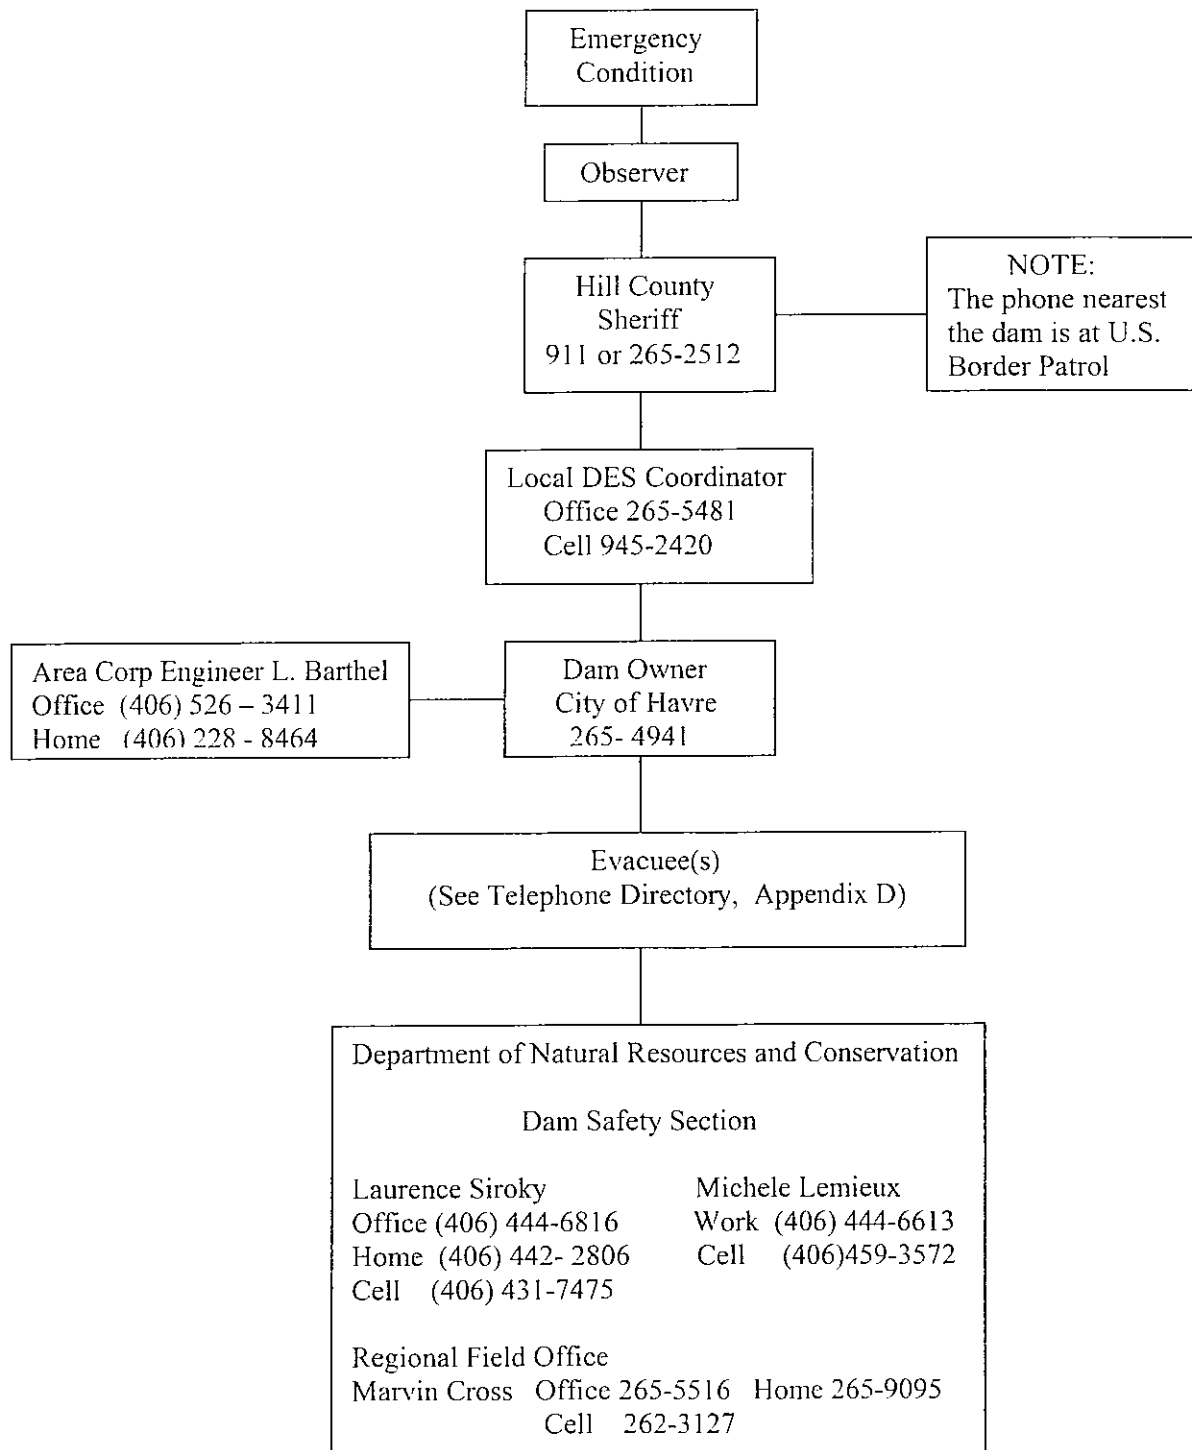 Emergency
Condition
Observer
Hill County
Sheriff
911 or 265-2512
NOTE:
The phone nearest
the dam is at U.S.
Border Patrol
Local DES Coordinator
Office 265-5481
Cell 945-2420
Area Corp Engineer L. Barthel
Office (406) 526 – 3411
Home (406) 228 - 8464
Dam Owner
City of Havre
265- 4941
Evacuee(s)
(See Telephone Directory, Appendix D)
Department of Natural Resources and Conservation
Dam Safety Section
Laurence Siroky Michele Lemieux
Office (406) 444-6816 Work (406) 444-6613
Home (406) 442- 2806 Cell (406)459-3572
Cell (406) 431-7475
Regional Field Office
Marvin Cross Office 265-5516 Home 265-9095
Cell 262-3127